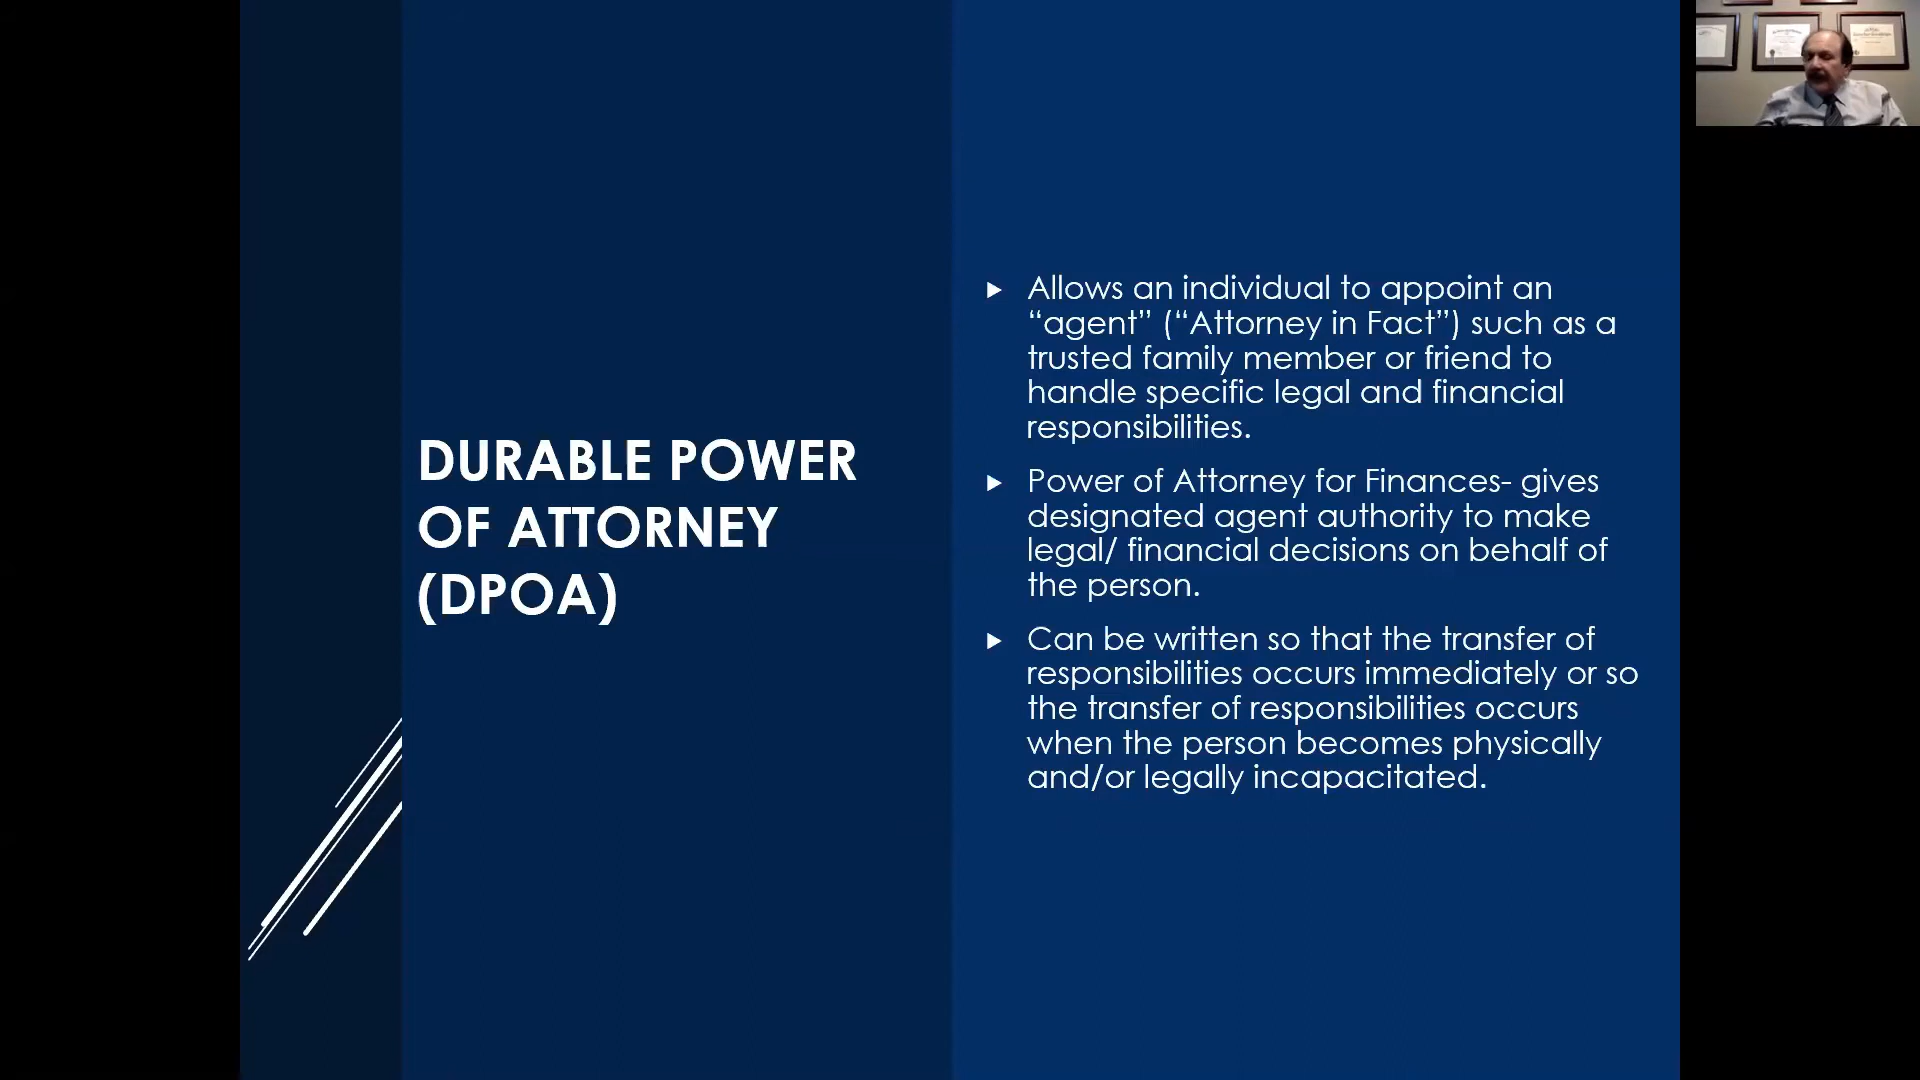 DURABLE POWER
OF ATTORNEY
(DPOA)
Allows an individual to appoint an
“agent” (“Attorney in Fact”) such as a
trusted family member or friend to
handle specific legal and financial
responsibilities.
Power of Attorney for Finances- gives
designated agent authority to make
legal/ financial decisions on behalf of
the person.
Can be written so that the transfer of
responsibilities occurs immediately or so
the transfer of responsibilities occurs
when the person becomes physically
and/or legally incapacitated.